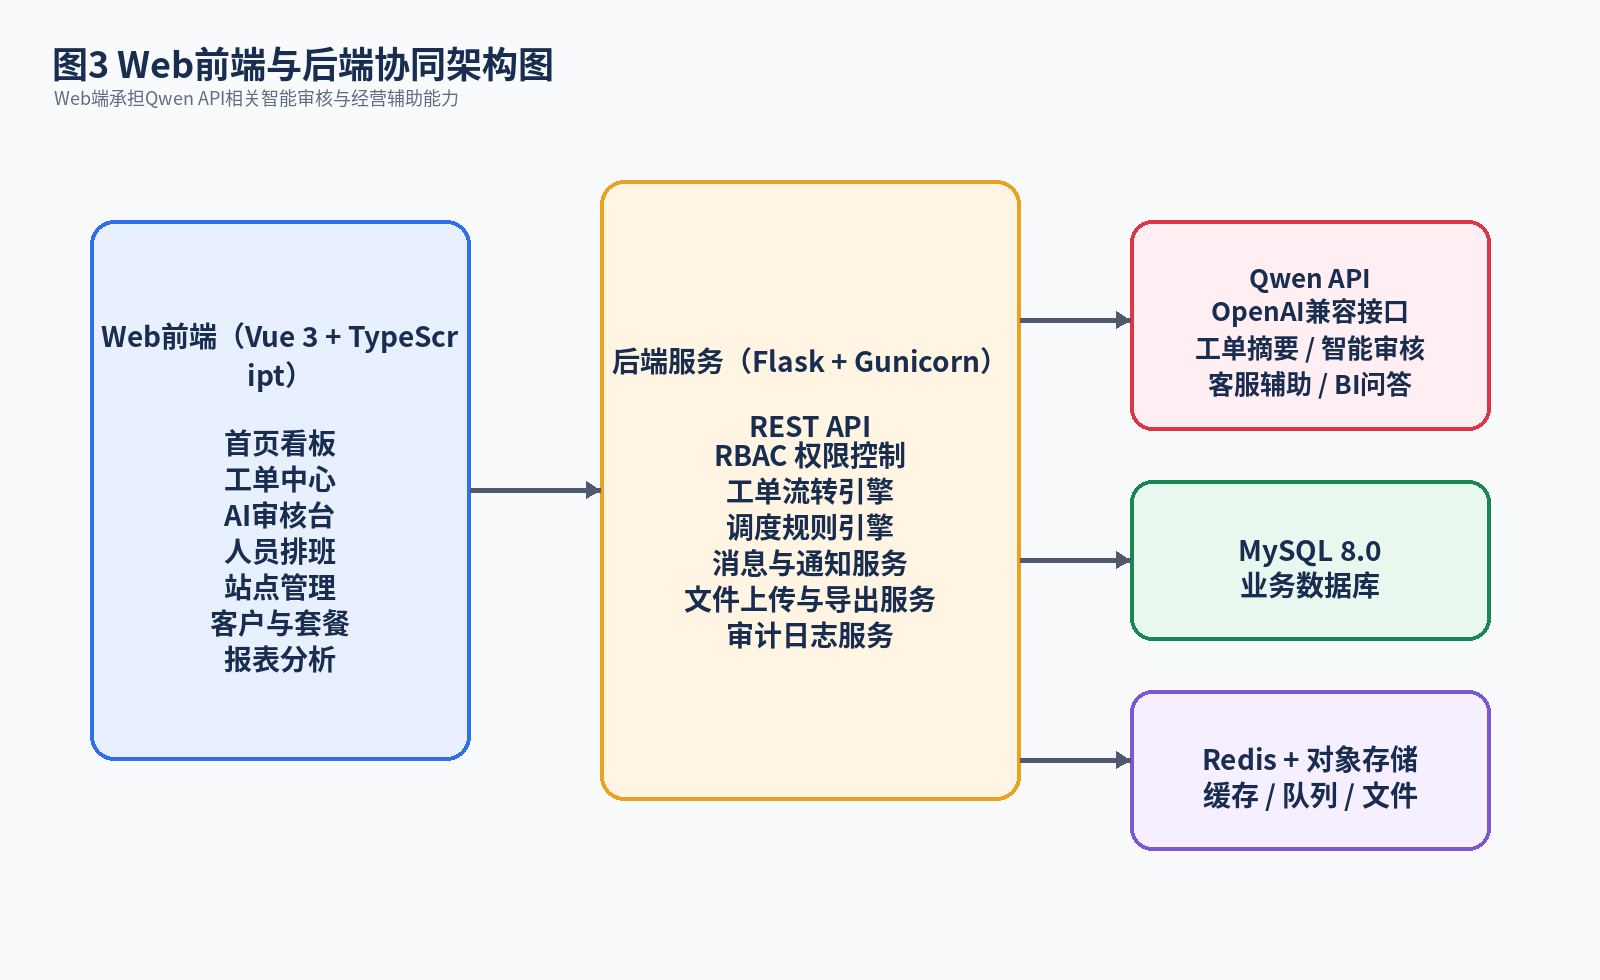 图3 Web前端与后端协同架构图
Web端承担Qwen API相关智能审核与经营辅助能力
Web前端（Vue 3 + TypeScr
ipt）
首页看板
工单中心
AI审核台
人员排班
站点管理
客户与套餐
报表分析
后端服务（Flask + Gunicorn）
REST API
RBAC 权限控制
工单流转引擎
调度规则引擎
消息与通知服务
文件上传与导出服务
审计日志服务
Qwen API
OpenAI兼容接口
工单摘要 / 智能审核
客服辅助 / BI问答
MySQL 8.0
业务数据库
Redis + 对象存储
缓存 / 队列 / 文件